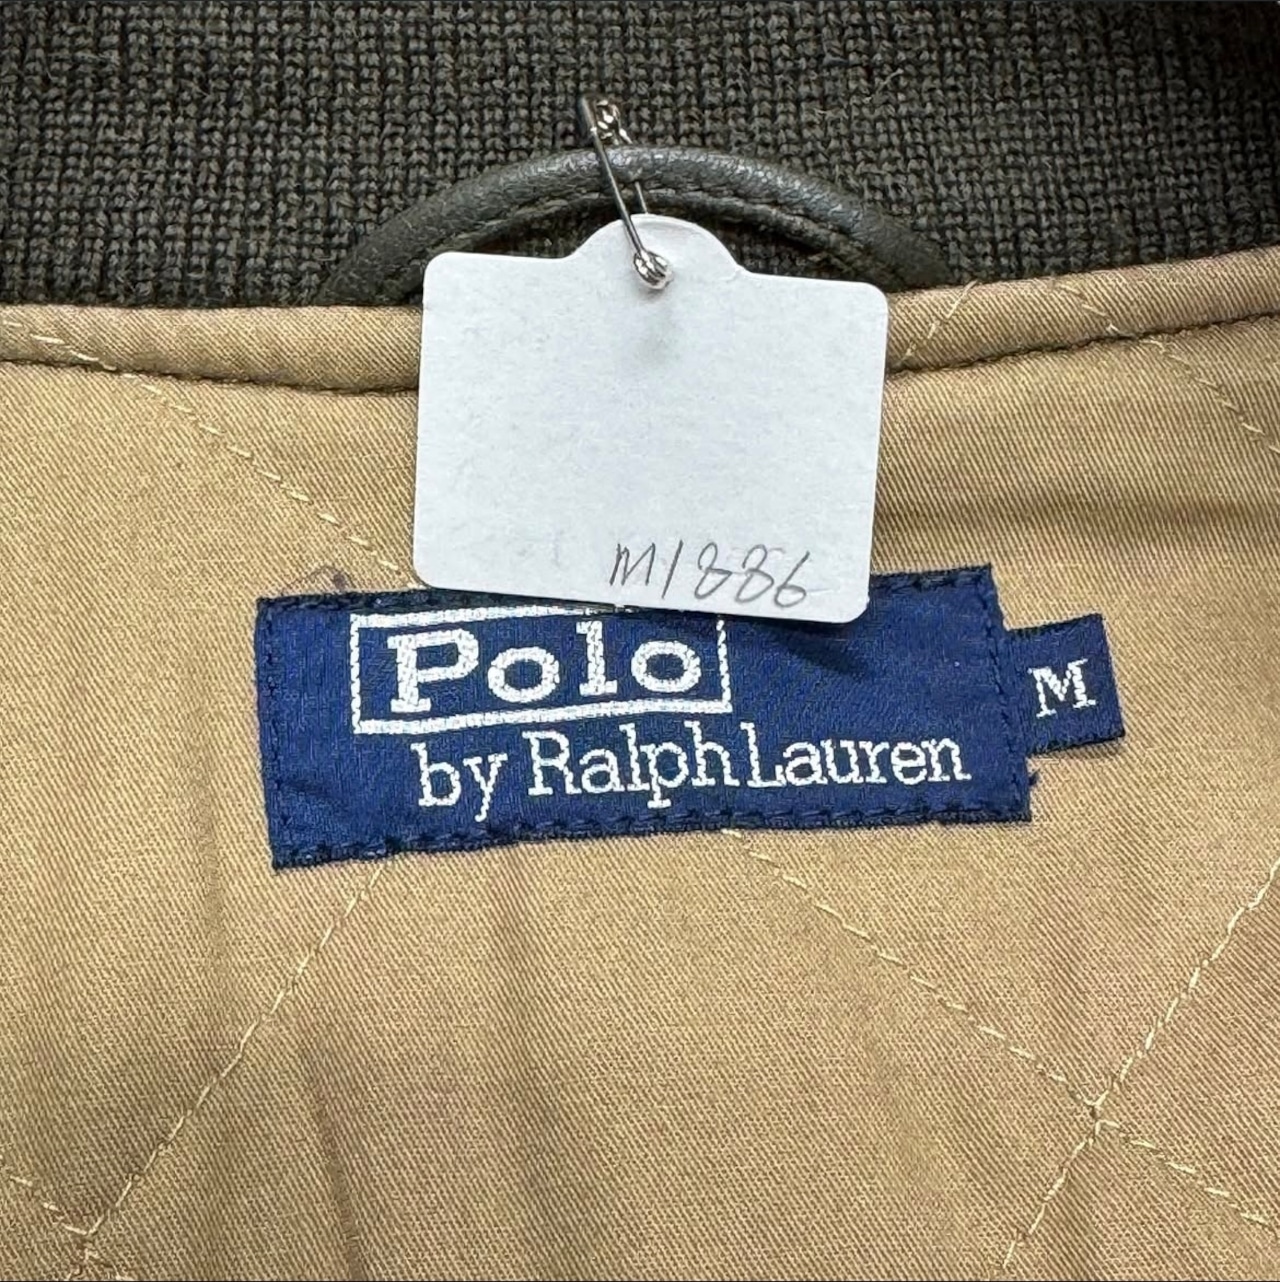 M1886
Polo
by Ralph Lauren
M